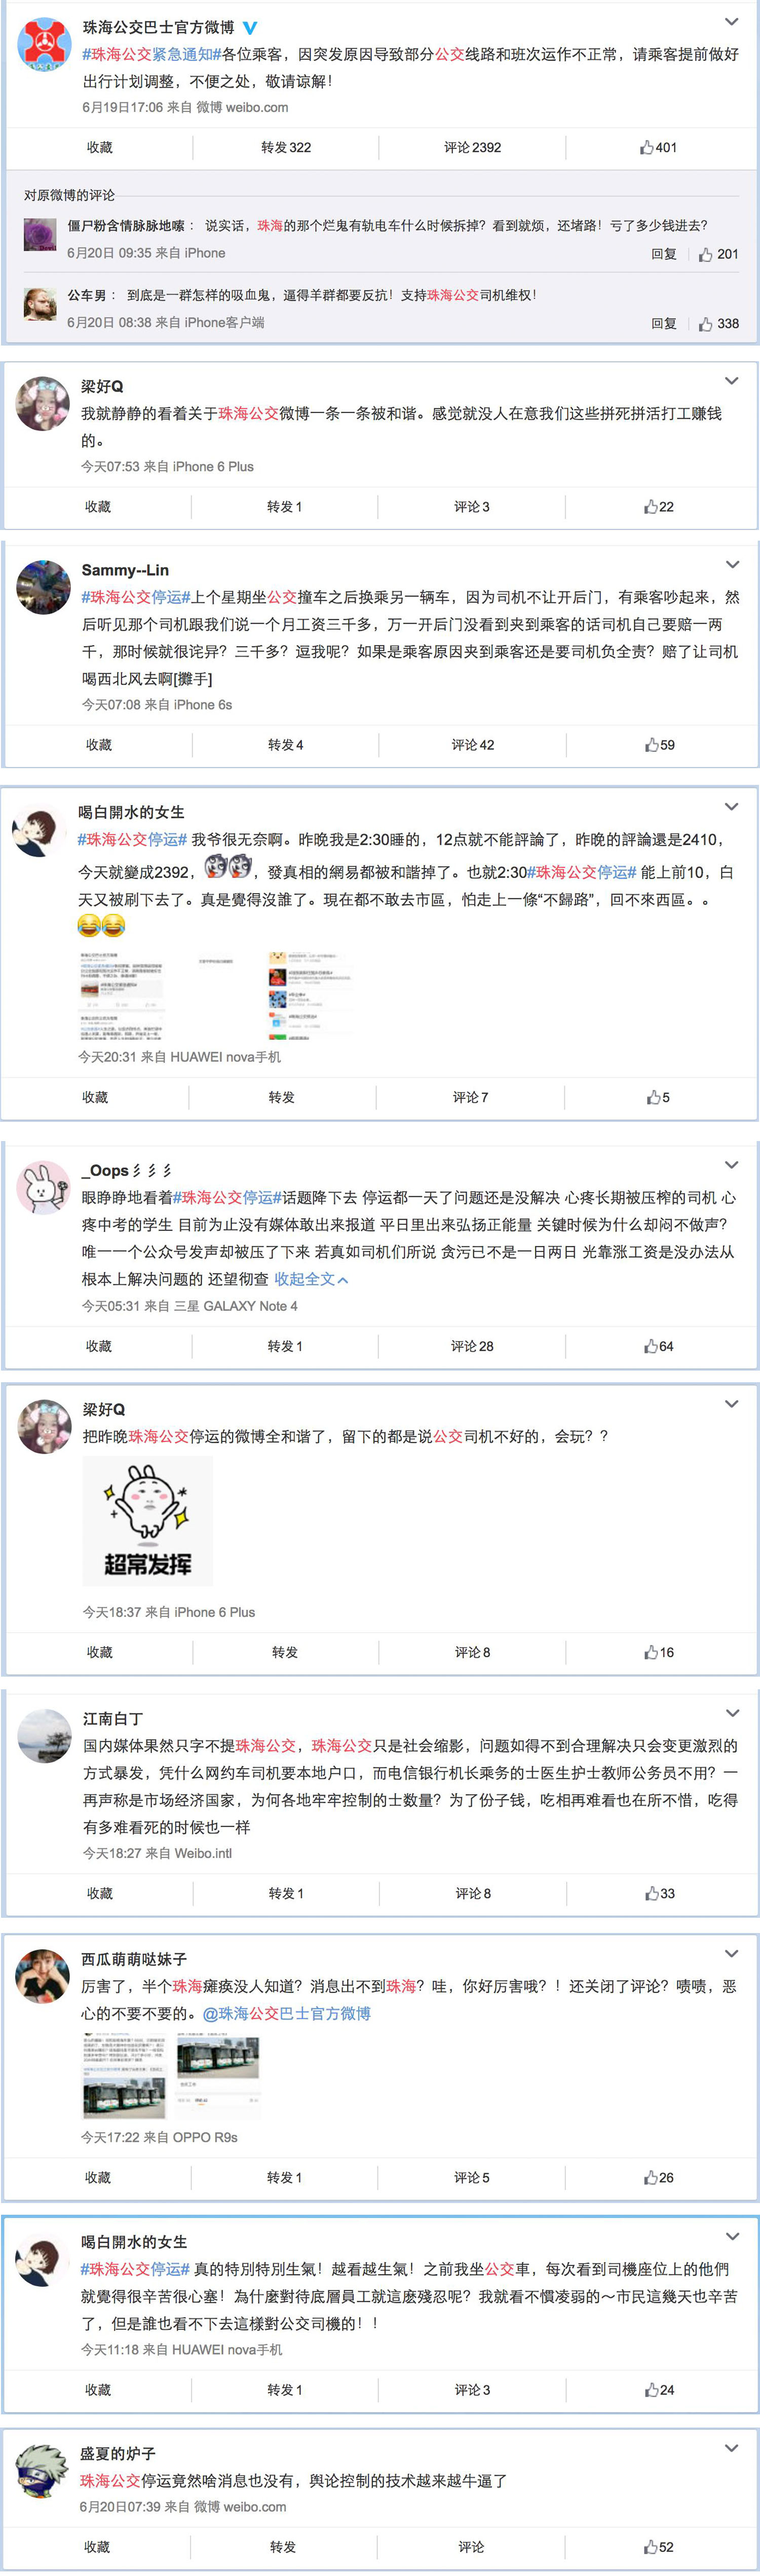 珠海公交巴士官方微博
#珠海公交紧急通知#各位乘客，因突发原因导致部分公交线路和班次运作不正常，请乘客提前做好
出行计划调整，不便之处，敬请谅解！
6月19日17:06 来自 微博 weibo.com
收藏 转发 322 评论 2392 401
对原微博的评论
僵尸粉含情脉脉地嗦： 说实话，珠海的那个烂鬼有轨电车什么时候拆掉？看到就烦，还堵路！亏了多少钱进去？
6月20日 09:35 来自 iPhone 回复 201
公车男： 到底是一群怎样的吸血鬼，逼得羊群都要反抗！支持珠海公交司机维权！
6月20日 08:38 来自 iPhone客户端 回复 338
梁好Q
我就静静的看着关于珠海公交微博一条一条被和谐。感觉就没人在意我们这些拼死拼活打工赚钱
的。
今天07:53 来自 iPhone 6 Plus
收藏 转发 1 评论 3 22
Sammy--Lin
#珠海公交停运#上个星期坐公交撞车之后换乘另一辆车，因为司机不让开后门，有乘客吵起来，然
后听见那个司机跟我们说一个月工资三千多，万一开后门没看到夹到乘客的话司机自己要赔一两
千，那时候就很诧异？三千多？逗我呢？如果是乘客原因夹到乘客还是要司机负全责？赔了让司机
喝西北风去啊[摊手]
今天07:08 来自 iPhone 6s
收藏 转发 4 评论 42 59
喝白開水的女生
#珠海公交停运# 我爷很无奈啊。昨晚我是2:30睡的，12点就不能評論了，昨晚的評論還是2410，
今天就變成2392，，發真相的網易都被和諧掉了。也就2:30#珠海公交停运# 能上前10，白
天又被刷下去了。真是覺得沒誰了。現在都不敢去市區，怕走上一條“不歸路”，回不來西區。。
今天20:31 来自 HUAWEI nova手机
收藏 转发 评论 7 5
_Oops彡彡彡
眼睁睁地看着#珠海公交停运#话题降下去 停运都一天了问题还是没解决 心疼长期被压榨的司机 心
疼中考的学生 目前为止没有媒体敢出来报道 平日里出来弘扬正能量 关键时候为什么却闷不做声？
唯一一个公众号发声却被压了下来 若真如司机们所说 贪污已不是一日两日 光靠涨工资是没办法从
根本上解决问题的 还望彻查 收起全文
今天05:31 来自 三星 GALAXY Note 4
收藏 转发 1 评论 28 64
梁好Q
把昨晚珠海公交停运的微博全和谐了，留下的都是说公交司机不好的，会玩？？
超常发挥
今天18:37 来自 iPhone 6 Plus
收藏 转发 评论 8 16
江南白丁
国内媒体果然只字不提珠海公交，珠海公交只是社会缩影，问题如得不到合理解决只会变更激烈的
方式暴发，凭什么网约车司机要本地户口，而电信银行机长乘务的士医生护士教师公务员不用？一
再声称是市场经济国家，为何各地牢牢控制的士数量？为了份子钱，吃相再难看也在所不惜，吃得
有多难看死的时候也一样
今天18:27 来自 Weibo.intl
收藏 转发 1 评论 8 33
西瓜萌萌哒妹子
厉害了，半个珠海瘫痪没人知道？消息出不到珠海？哇，你好厉害哦？！还关闭了评论？啧啧，恶
心的不要不要的。@珠海公交巴士官方微博
今天17:22 来自 OPPO R9s
收藏 转发 1 评论 5 26
喝白開水的女生
#珠海公交停运# 真的特別特別生氣！越看越生氣！之前我坐公交車，每次看到司機座位上的他們
就覺得很辛苦很心塞！為什麼對待底層員工就這麽殘忍呢？我就看不慣凌弱的～市民這幾天也辛苦
了，但是誰也看不下去這樣對公交司機的！！
今天11:18 来自 HUAWEI nova手机
收藏 转发 1 评论 3 24
盛夏的炉子
珠海公交停运竟然啥消息也没有，舆论控制的技术越来越牛逼了
6月20日07:39 来自 微博 weibo.com
收藏 转发 评论 52